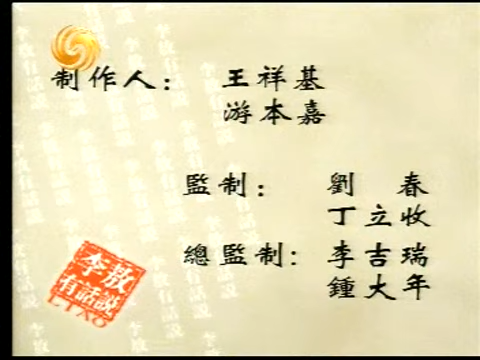 制作人： 王祥基
游本嘉
監制： 劉 春
丁立收
總監制： 李吉瑞
鍾大年
李敖
有話說
LIAO